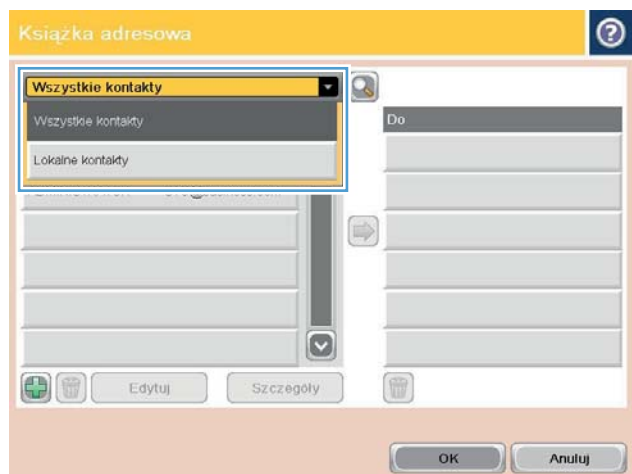 Książka adresowa
Wszystkie kontakty
Wszystkie kontakty
Lokalne kontakty
Do
Edytuj
Szczegóły
OK
Anuluj